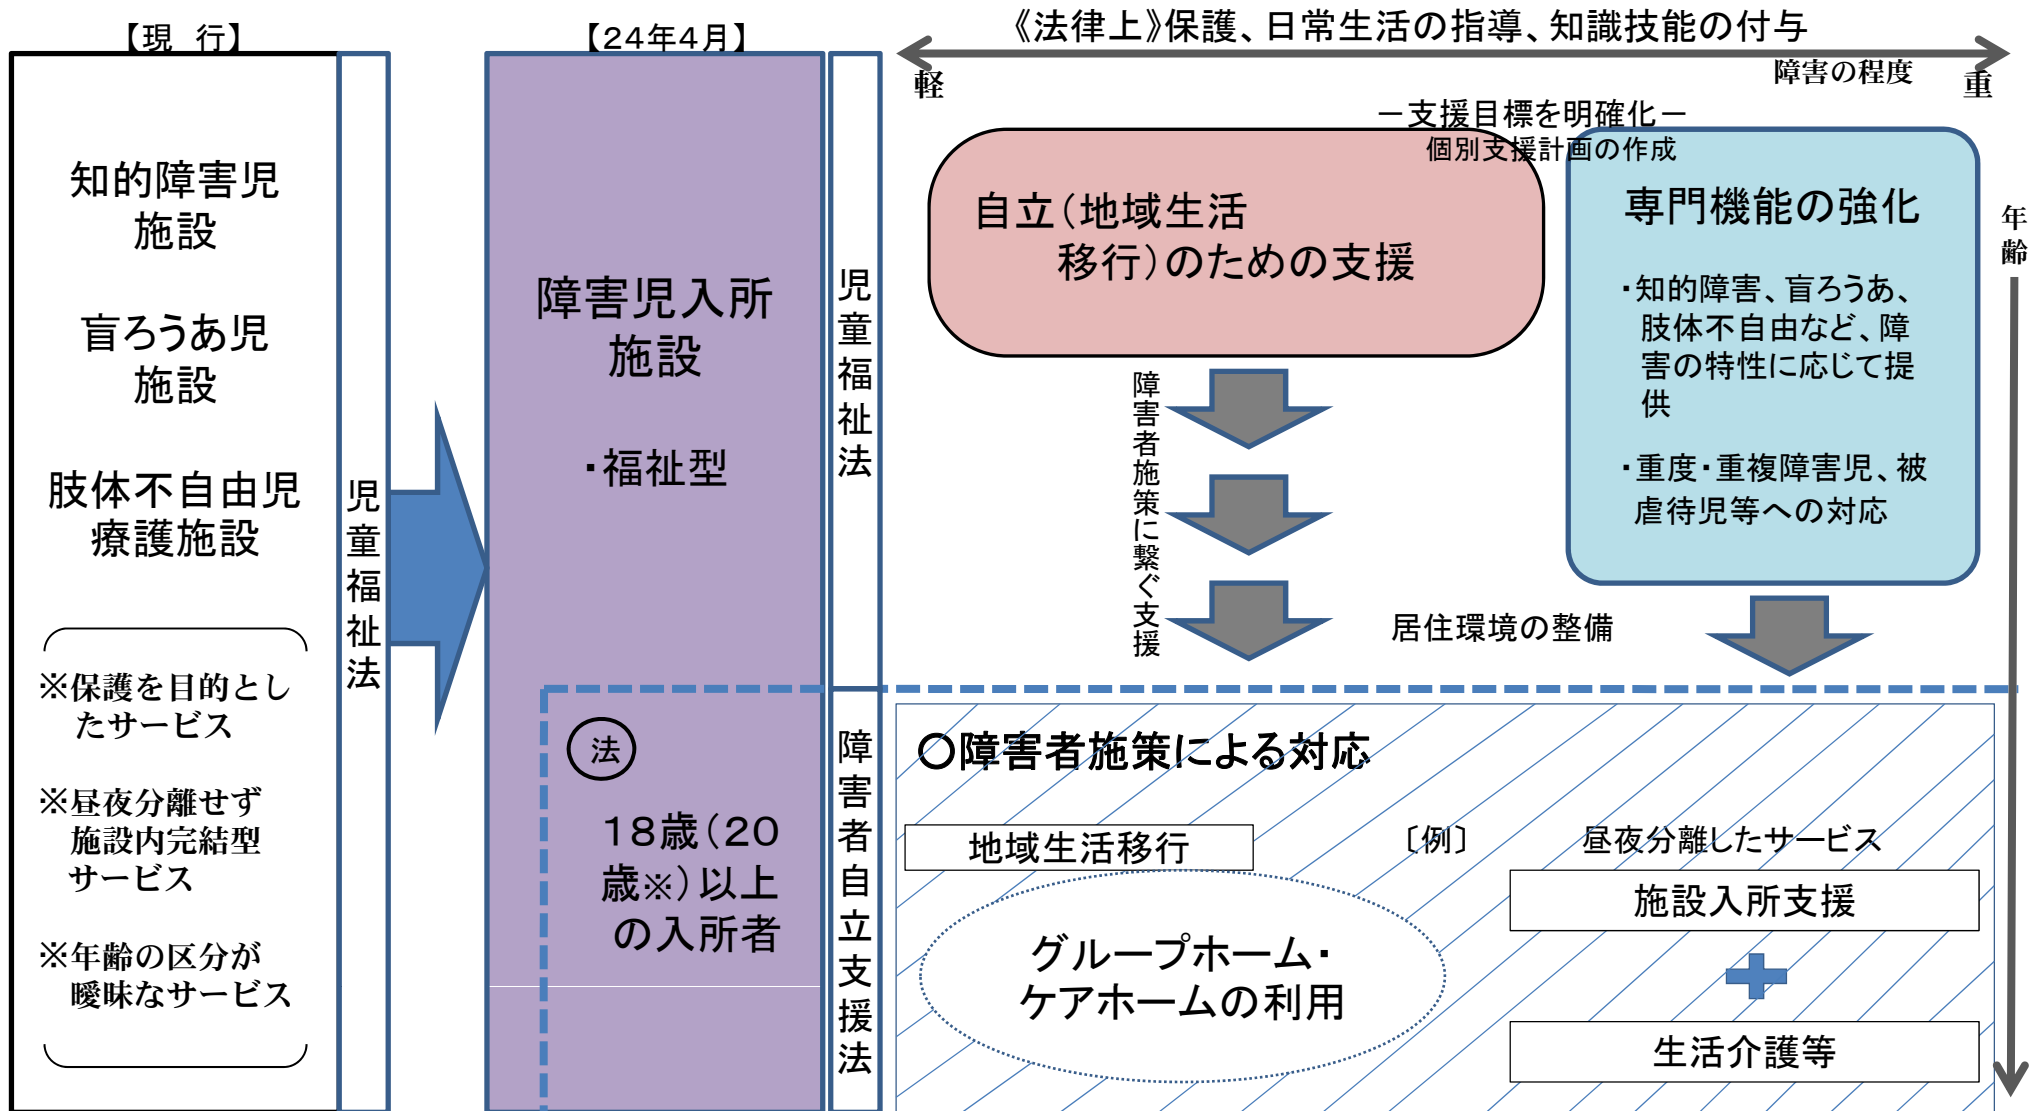 【現　行】
知的障害児
施設
盲ろうあ児
施設
肢体不自由児
療護施設
※保護を目的とし
たサービス
※昼夜分離せず
施設内完結型
サービス
※年齢の区分が
曖昧なサービス
児童福祉法
【24年4月】
障害児入所
施設
・福祉型
法
18歳（20
歳※）以上
の入所者
児童福祉法
障害者自立支援法
《法律上》保護、日常生活の指導、知識技能の付与
軽
障害の程度
重
－支援目標を明確化－
個別支援計画の作成
自立（地域生活
移行）のための支援
専門機能の強化
・知的障害、盲ろうあ、
肢体不自由など、障
害の特性に応じて提
供
・重度・重複障害児、被
虐待児等への対応
年齢
障害者施策に繋ぐ支援
居住環境の整備
○障害者施策による対応
地域生活移行
〔例〕
昼夜分離したサービス
グループホーム・
ケアホームの利用
施設入所支援
生活介護等